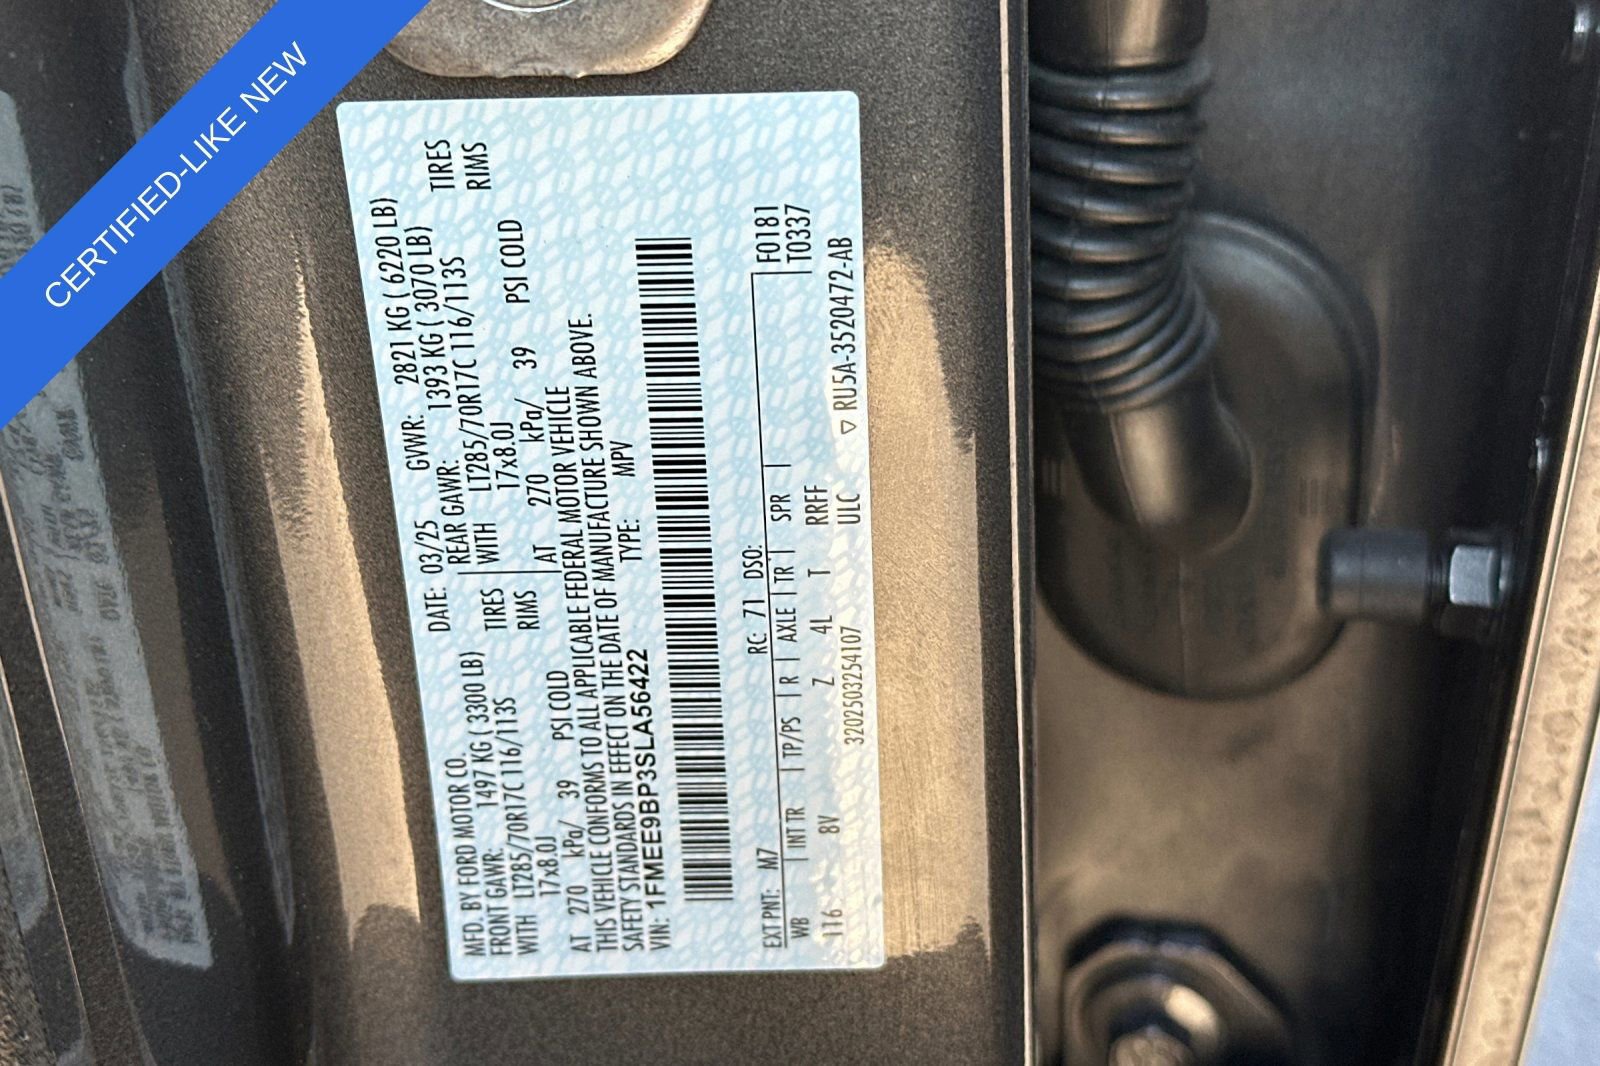 CERTIFIED-LIKE NEW
MFD. BY FORD MOTOR CO.
DATE: 03/25 GVWR: 2821 KG ( 6220 LB)
FRONT GAWR: 1497 KG ( 3300 LB) REAR GAWR: 1393 KG ( 3070 LB)
WITH LT285/70R17C 116/113S TIRES WITH LT285/70R17C 116/113S TIRES
17x8.0J RIMS 17x8.0J RIMS
AT 270 kPa/ 39 PSI COLD AT 270 kPa/ 39 PSI COLD
THIS VEHICLE CONFORMS TO ALL APPLICABLE FEDERAL MOTOR VEHICLE
SAFETY STANDARDS IN EFFECT ON THE DATE OF MANUFACTURE SHOWN ABOVE.
VIN: 1FMEE9BP3SLA56422 TYPE: MPV
EXT PNT: M7 RC: 71 DSO: F0181
WB INT TR TP/PS R AXLE TR SPR T0337
116 8V Z 4L T RRFF
3202503254107 ULC ▽ RU5A-3520472-AB